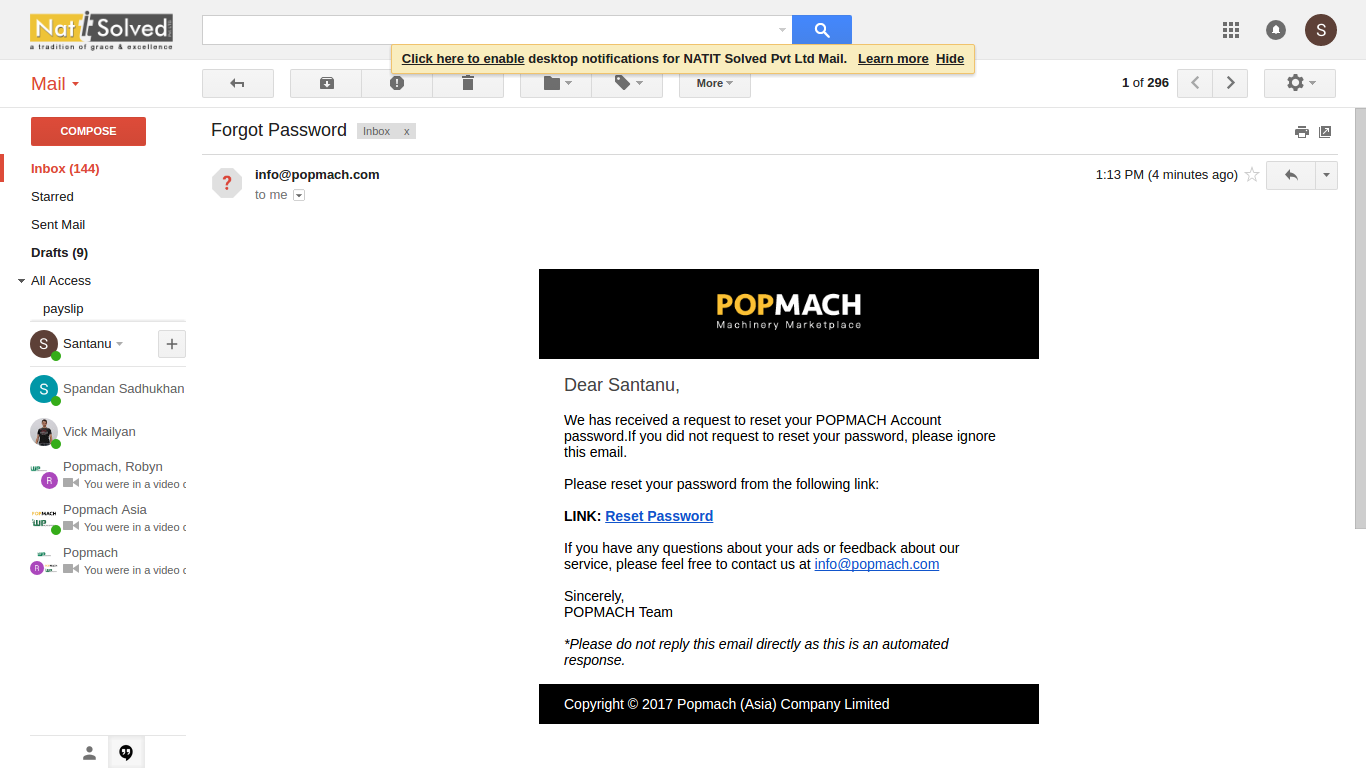 Nat it Solved
a tradition of grace & excellence
S
Click here to enable desktop notifications for NATIT Solved Pvt Ltd Mail. Learn more Hide
Mail
More
1 of 296
COMPOSE
Forgot Password
Inbox x
Inbox (144)
Starred
Sent Mail
Drafts (9)
All Access
payslip
?
info@popmach.com
1:13 PM (4 minutes ago)
to me
S
Santanu
S
Spandan Sadhukhan
Vick Mailyan
Popmach, Robyn
R
You were in a video c
Popmach Asia
You were in a video c
Popmach
R
You were in a video c
POPMACH
Machinery Marketplace
Dear Santanu,
We has received a request to reset your POPMACH Account
password.If you did not request to reset your password, please ignore
this email.
Please reset your password from the following link:
LINK: Reset Password
If you have any questions about your ads or feedback about our
service, please feel free to contact us at info@popmach.com
Sincerely,
POPMACH Team
*Please do not reply this email directly as this is an automated
response.
Copyright © 2017 Popmach (Asia) Company Limited